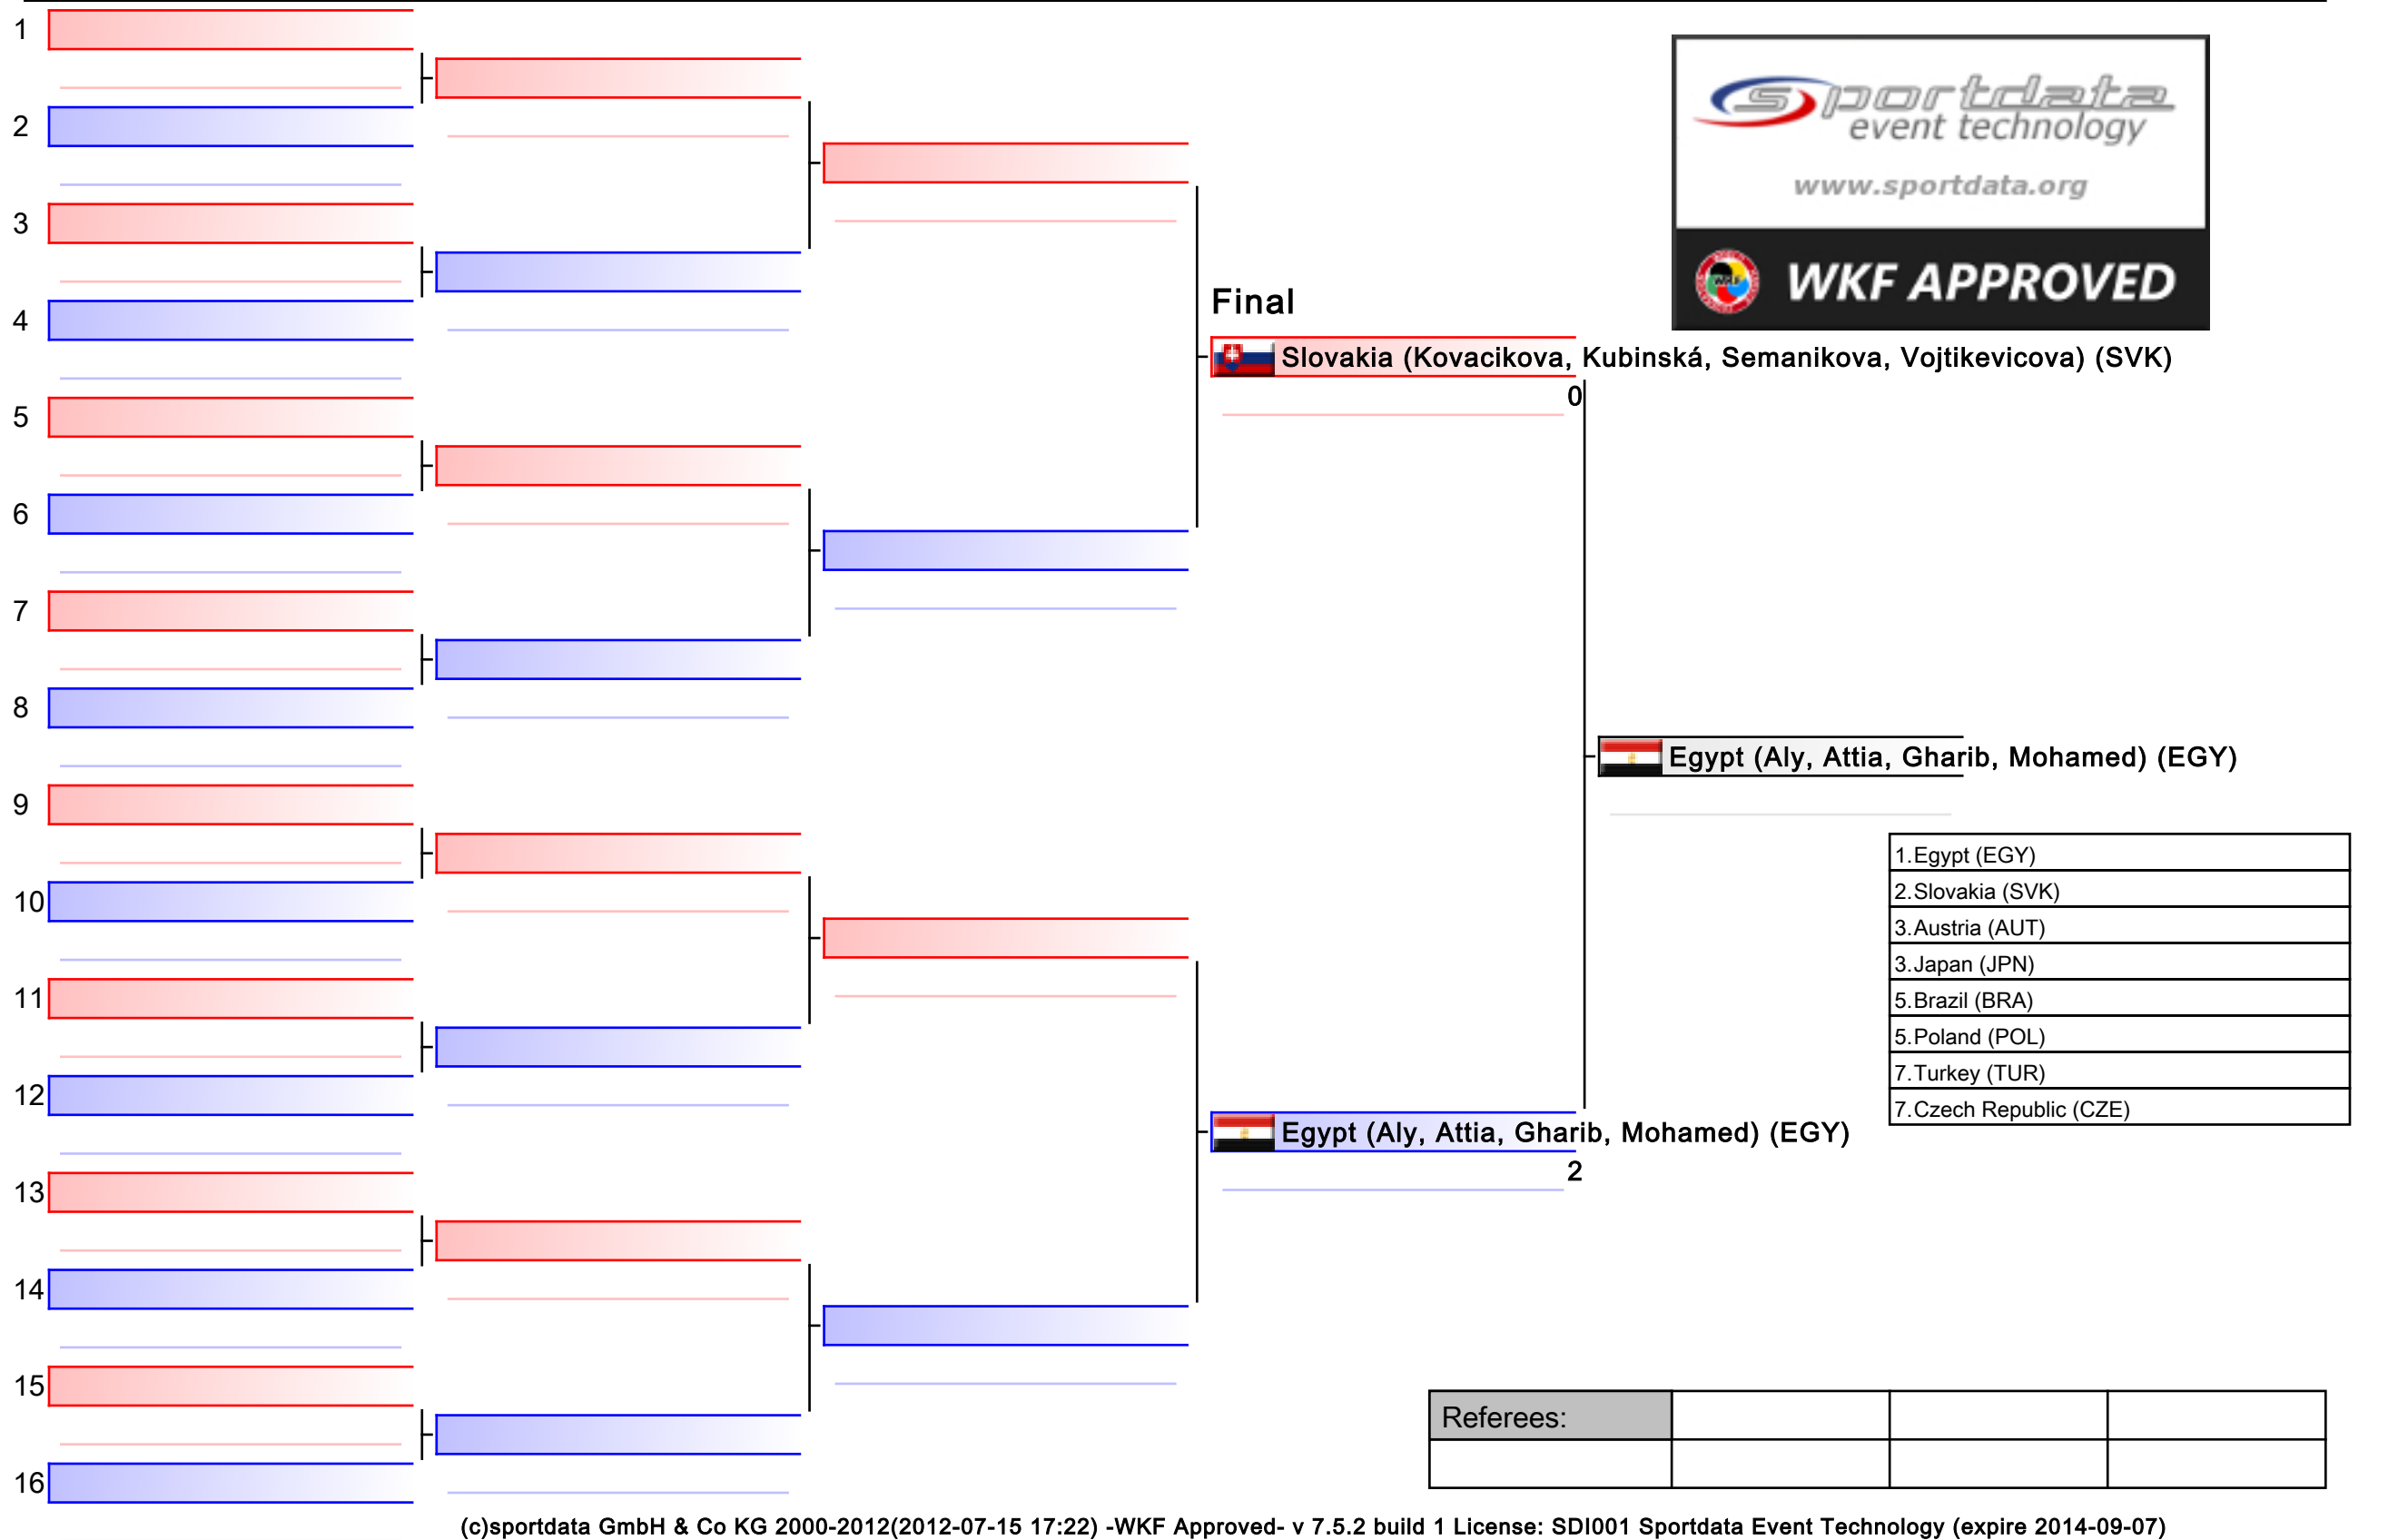 1
2
3
4
5
6
7
8
9
10
11
12
13
14
15
16
sportdata
event technology
www.sportdata.org
WKF APPROVED
Final
Slovakia (Kovacikova, Kubinská, Semanikova, Vojtikevicova) (SVK)
0
Egypt (Aly, Attia, Gharib, Mohamed) (EGY)
1.Egypt (EGY)
2.Slovakia (SVK)
3.Austria (AUT)
3.Japan (JPN)
5.Brazil (BRA)
5.Poland (POL)
7.Turkey (TUR)
7.Czech Republic (CZE)
Egypt (Aly, Attia, Gharib, Mohamed) (EGY)
2
Referees:
(c)sportdata GmbH & Co KG 2000-2012(2012-07-15 17:22) -WKF Approved- v 7.5.2 build 1 License: SDI001 Sportdata Event Technology (expire 2014-09-07)